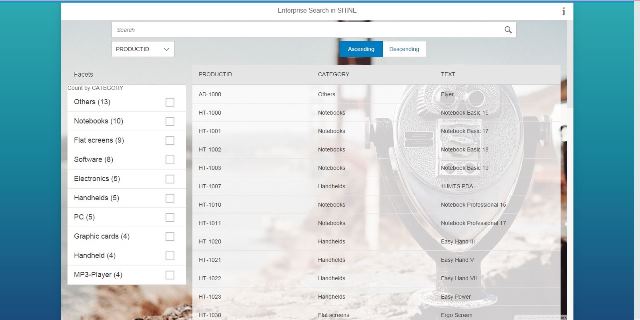 Enterprise Search in SHINE
Search
PRODUCTID
Ascending Descending
Facets
Count by CATEGORY
Others (13)
Notebooks (10)
Flat screens (9)
Software (8)
Electronics (5)
Handhelds (5)
PC (5)
Graphic cards (4)
Handheld (4)
MP3-Player (4)
PRODUCTID CATEGORY TEXT
AD-1000 Others Flyer
HT-1000 Notebooks Notebook Basic 15
HT-1001 Notebooks Notebook Basic 17
HT-1002 Notebooks Notebook Basic 18
HT-1003 Notebooks Notebook Basic 19
HT-1007 Handhelds PDA
HT-1010 Notebooks Notebook Professional 15
HT-1011 Notebooks Notebook Professional 17
HT-1020 Handhelds Easy Hand III
HT-1021 Handhelds Easy Hand V
HT-1022 Handhelds Easy Hand VII
HT-1023 Handhelds Easy Power
HT-1030 Flat screens Ergo Screen